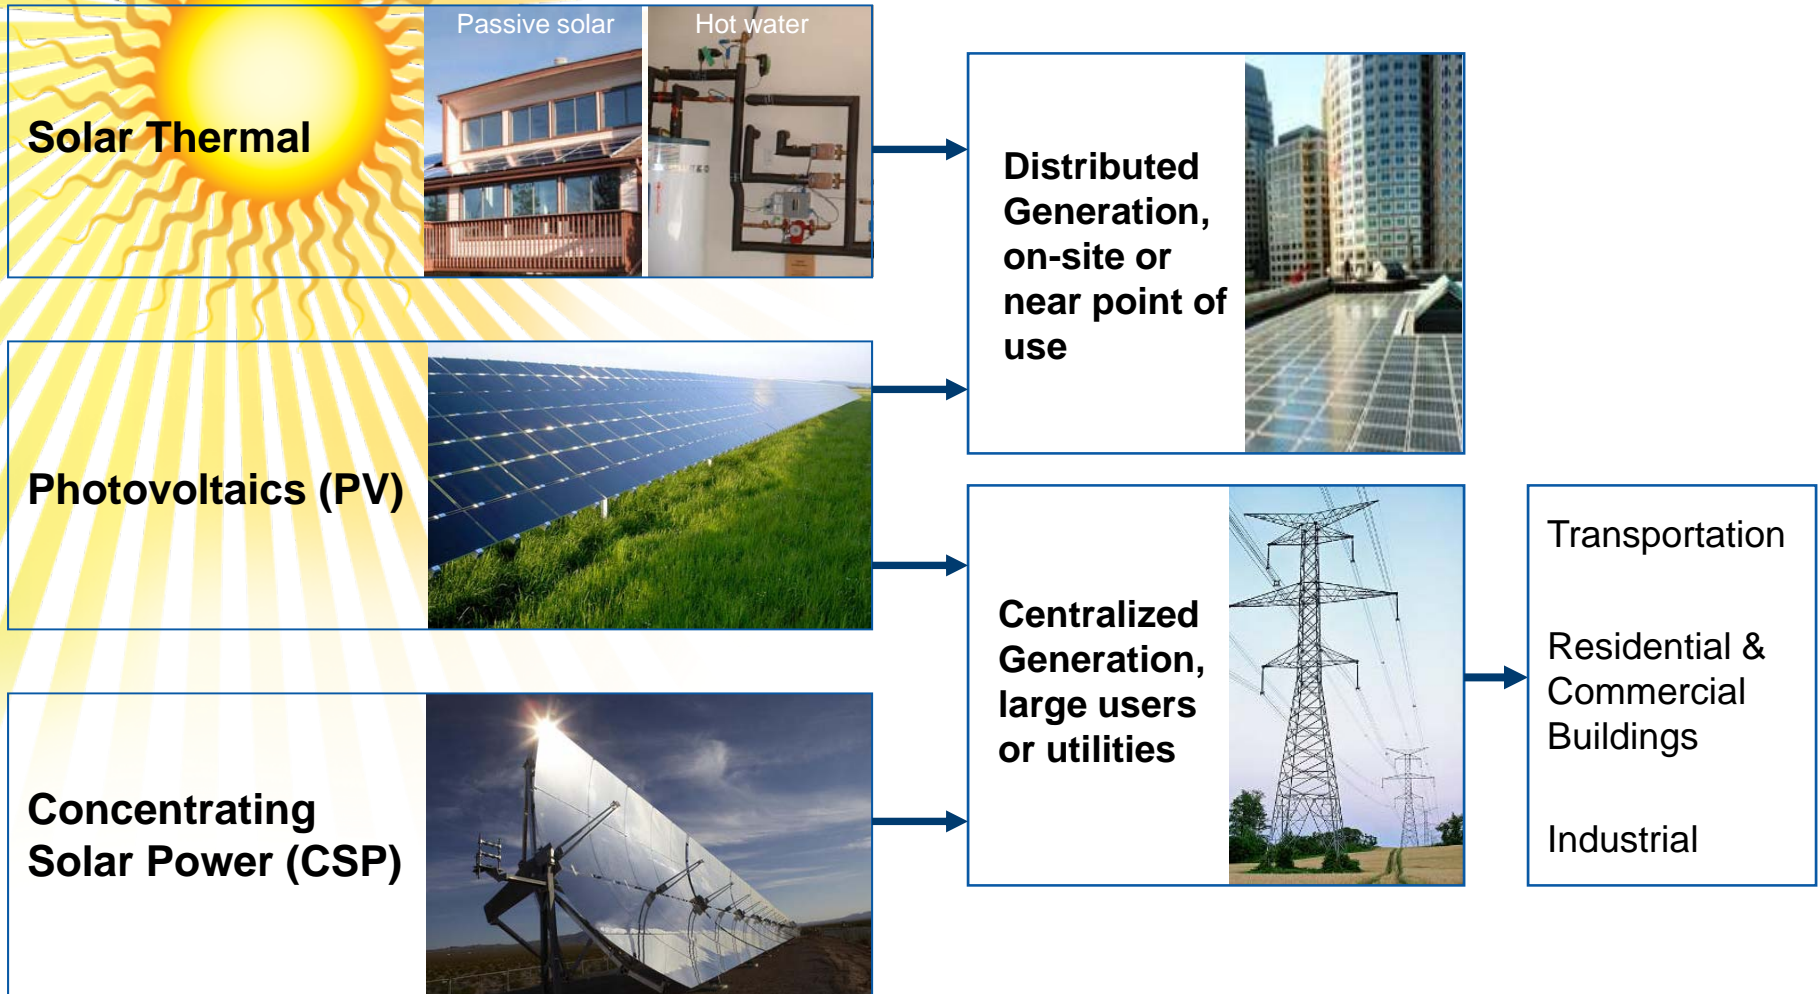 Passive solar
Hot water
Solar Thermal
Distributed
Generation,
on-site or
near point of
use
Photovoltaics (PV)
Centralized
Generation,
large users
or utilities
Transportation
Residential &
Commercial
Buildings
Industrial
Concentrating
Solar Power (CSP)